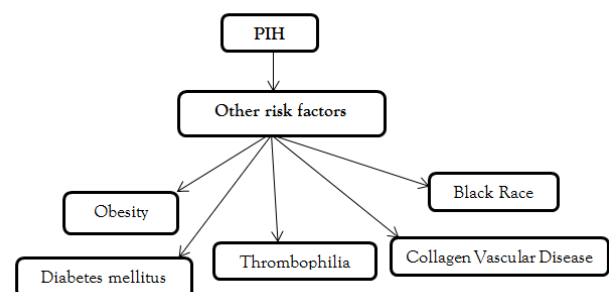 PIH
Other risk factors
Obesity
Black Race
Diabetes mellitus
Thrombophilia
Collagen Vascular Disease